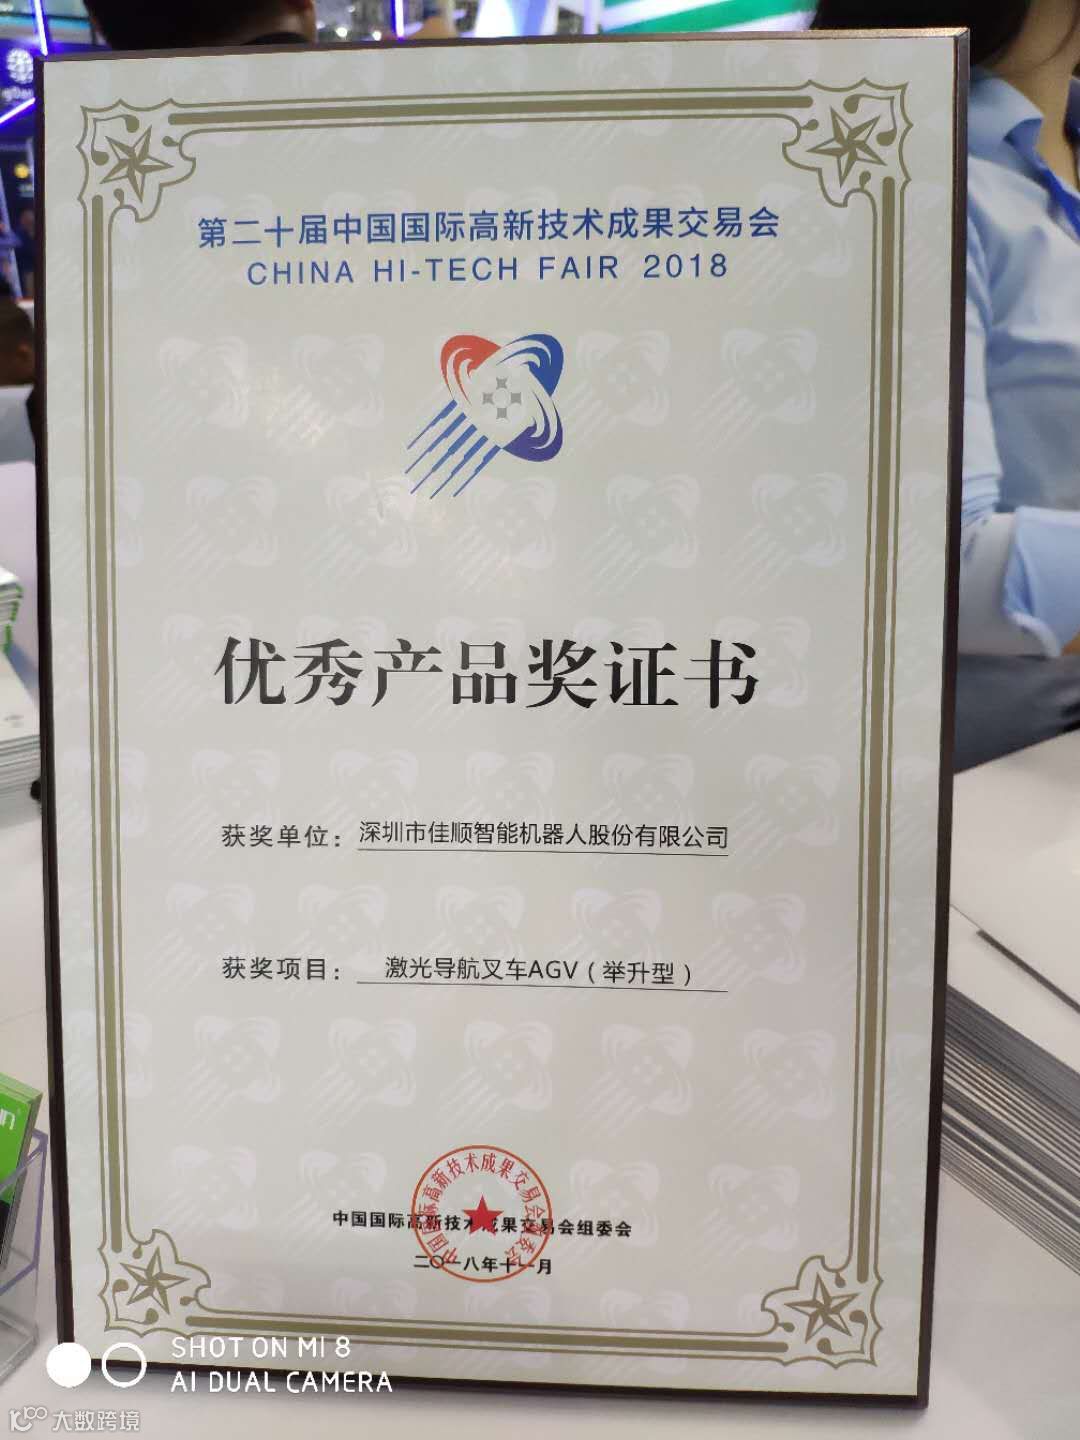 第二十届中国国际高新技术成果交易会
CHINA HI-TECH FAIR 2018
优秀产品奖证书
获奖单位：深圳市佳顺智能机器人股份有限公司
获奖项目：激光导航叉车AGV（举升型）
中国国际高新技术成果交易会组委会
二〇一八年十一月
SHOT ON MI 8
AI DUAL CAMERA
大数跨境